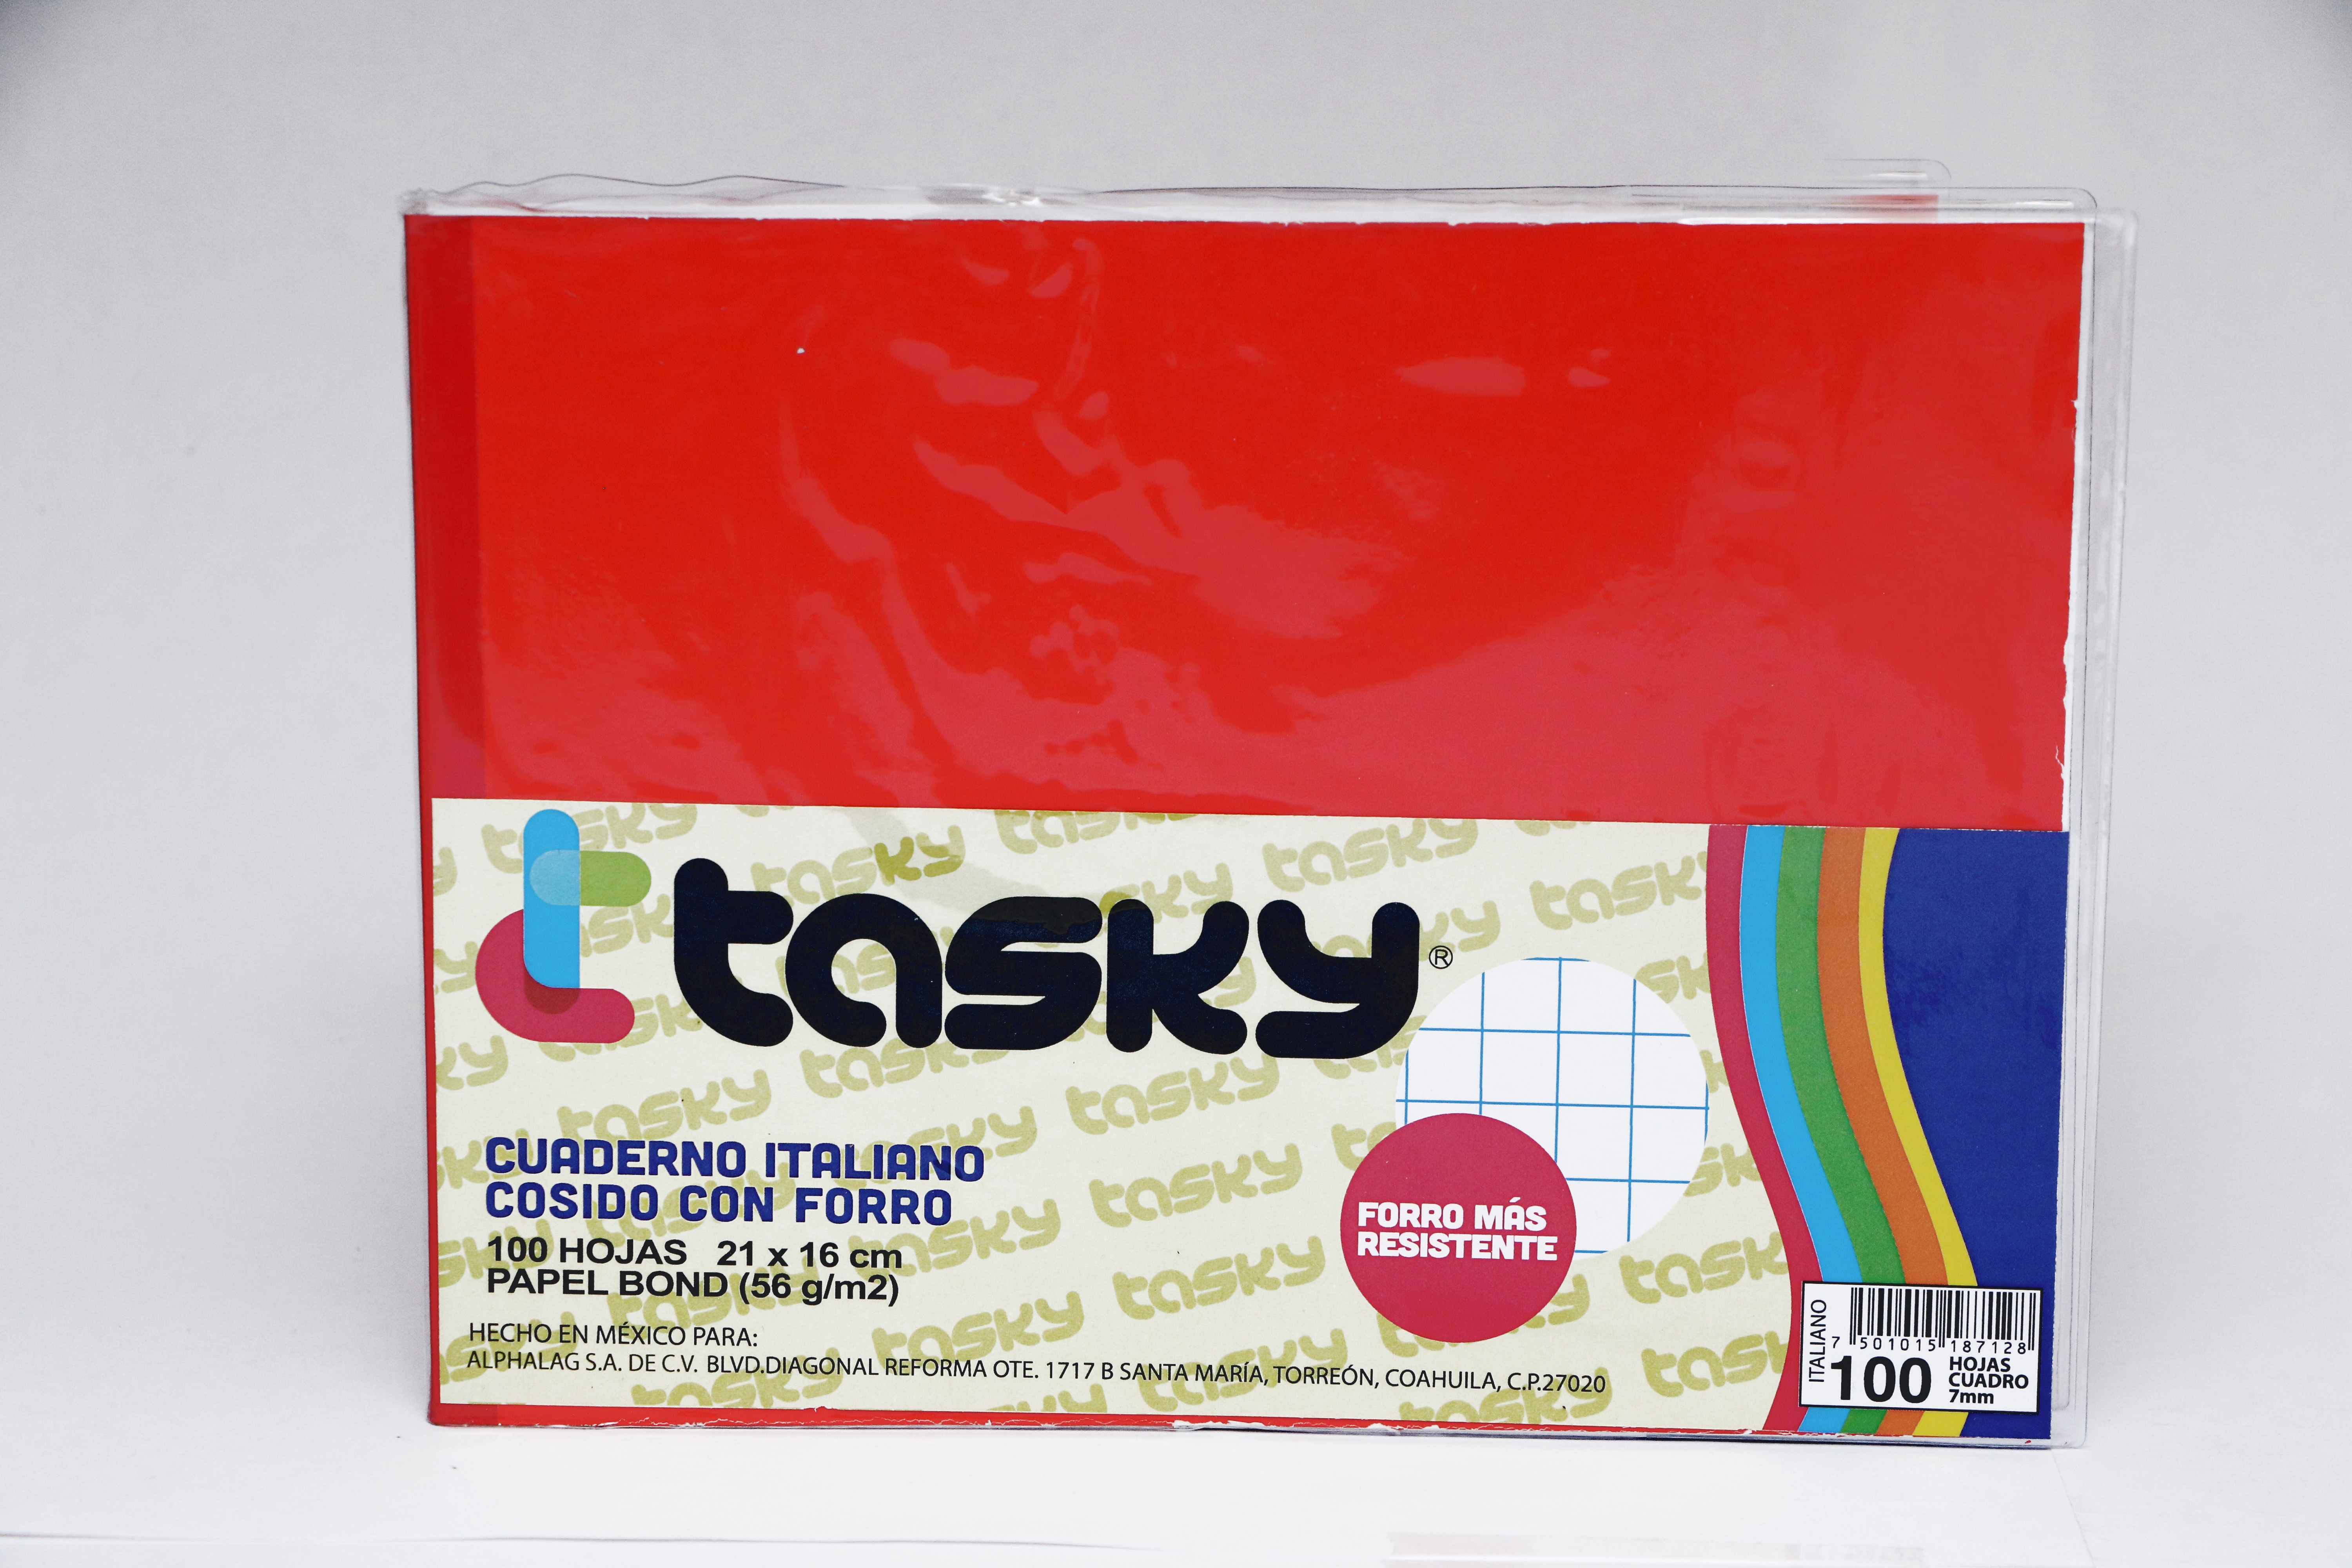 tasky®
CUADERNO ITALIANO
COSIDO CON FORRO
100 HOJAS 21 x 16 cm
PAPEL BOND (56 g/m2)
HECHO EN MÉXICO PARA:
ALPHALAG S.A. DE C.V. BLVD.DIAGONAL REFORMA OTE. 1717 B SANTA MARÍA, TORREÓN, COAHUILA, C.P.27020
FORRO MÁS
RESISTENTE
ITALIANO
7 501015 187128
100
HOJAS
CUADRO
7mm